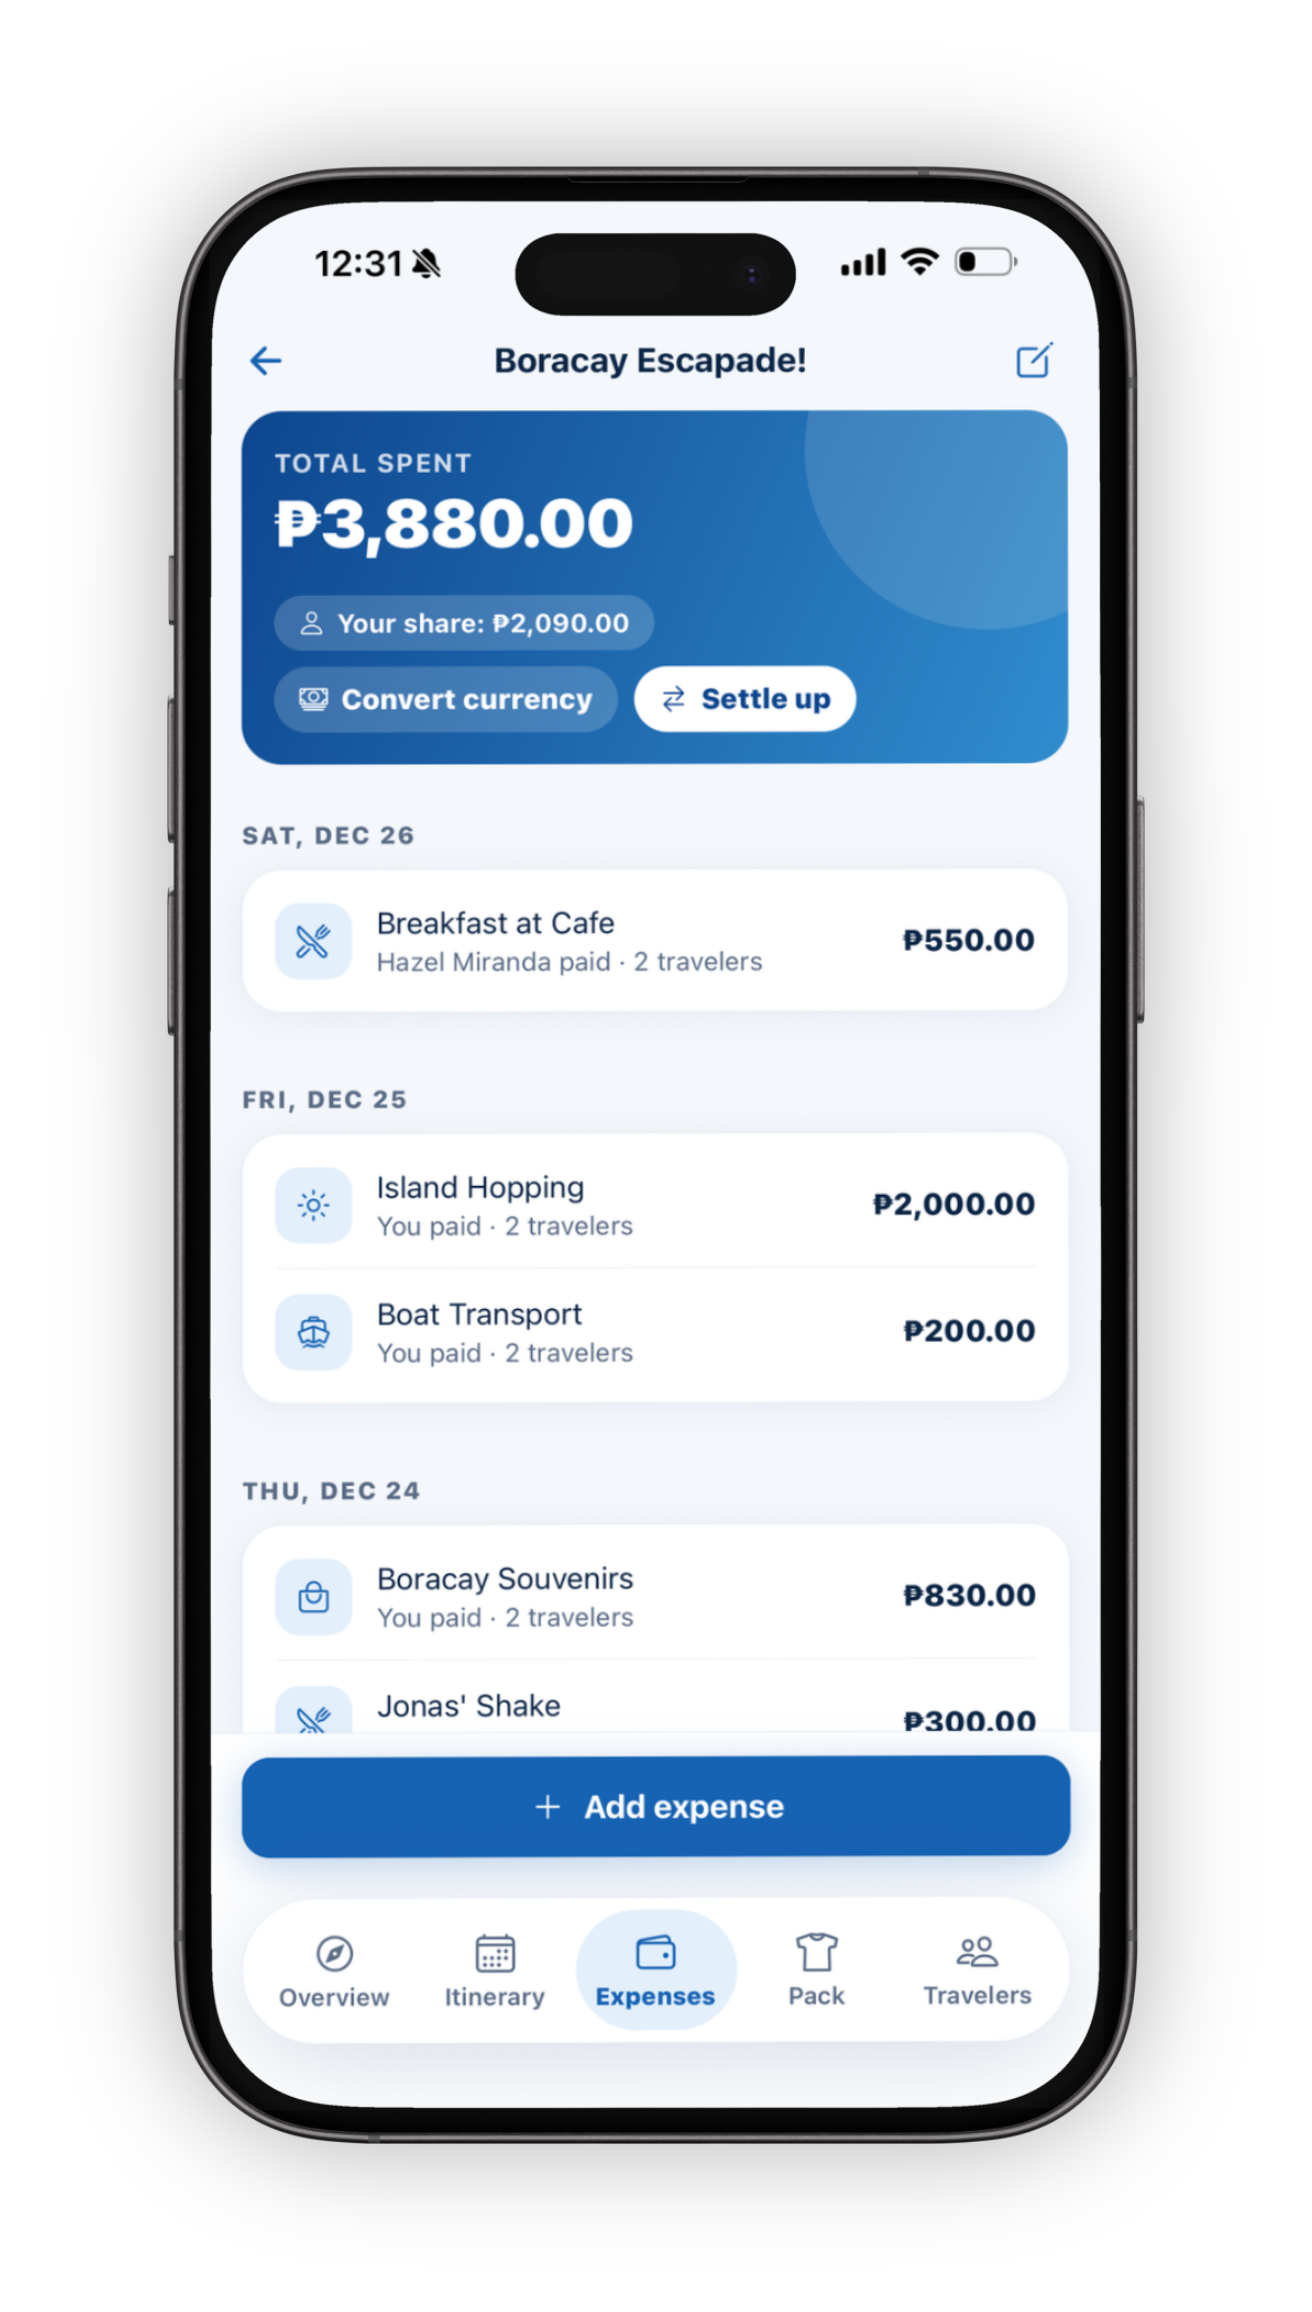 12:31
Boracay Escapade!
TOTAL SPENT
₱3,880.00
Your share: ₱2,090.00
Convert currency
Settle up
SAT, DEC 26
Breakfast at Cafe
Hazel Miranda paid · 2 travelers
₱550.00
FRI, DEC 25
Island Hopping
You paid · 2 travelers
₱2,000.00
Boat Transport
You paid · 2 travelers
₱200.00
THU, DEC 24
Boracay Souvenirs
You paid · 2 travelers
₱830.00
Jonas' Shake
₱300.00
+ Add expense
Overview
Itinerary
Expenses
Pack
Travelers